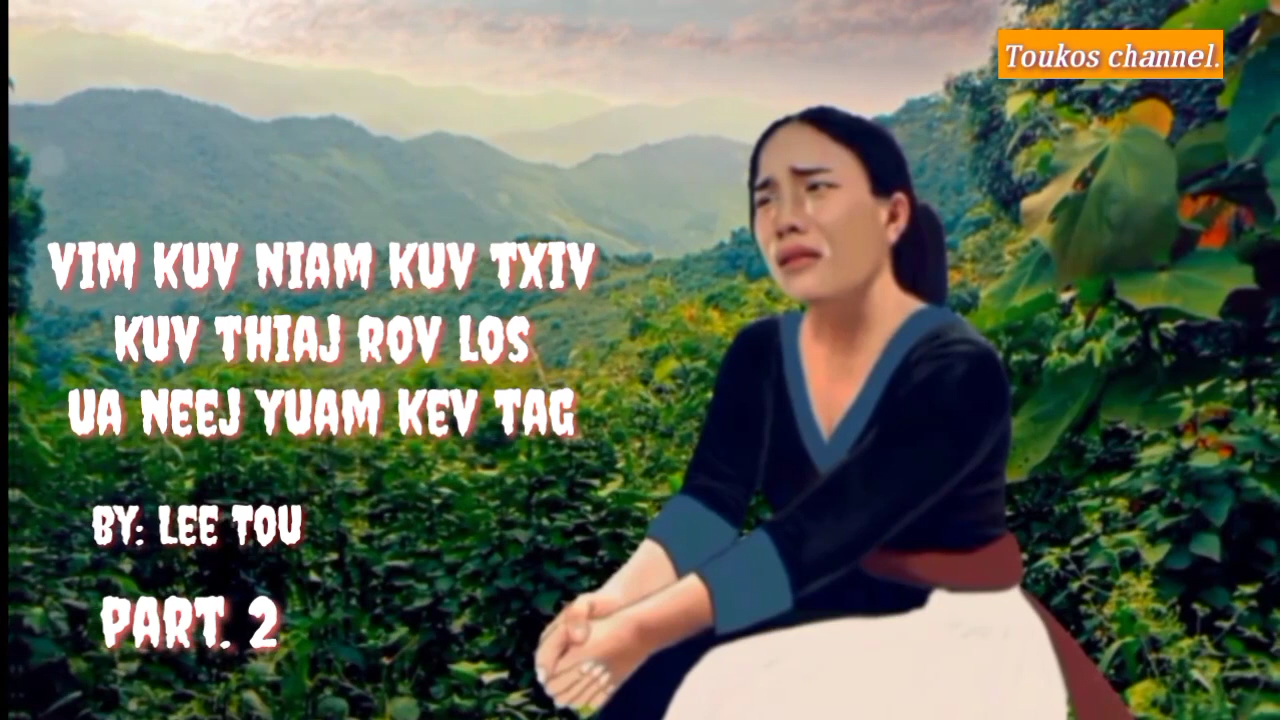 Toukos channel.
VIM KUV NIAM KUV TXIV
KUV THIAJ ROV LOS
UA NEEJ YUAM KEV TAG
BY: LEE TOU
PART. 2